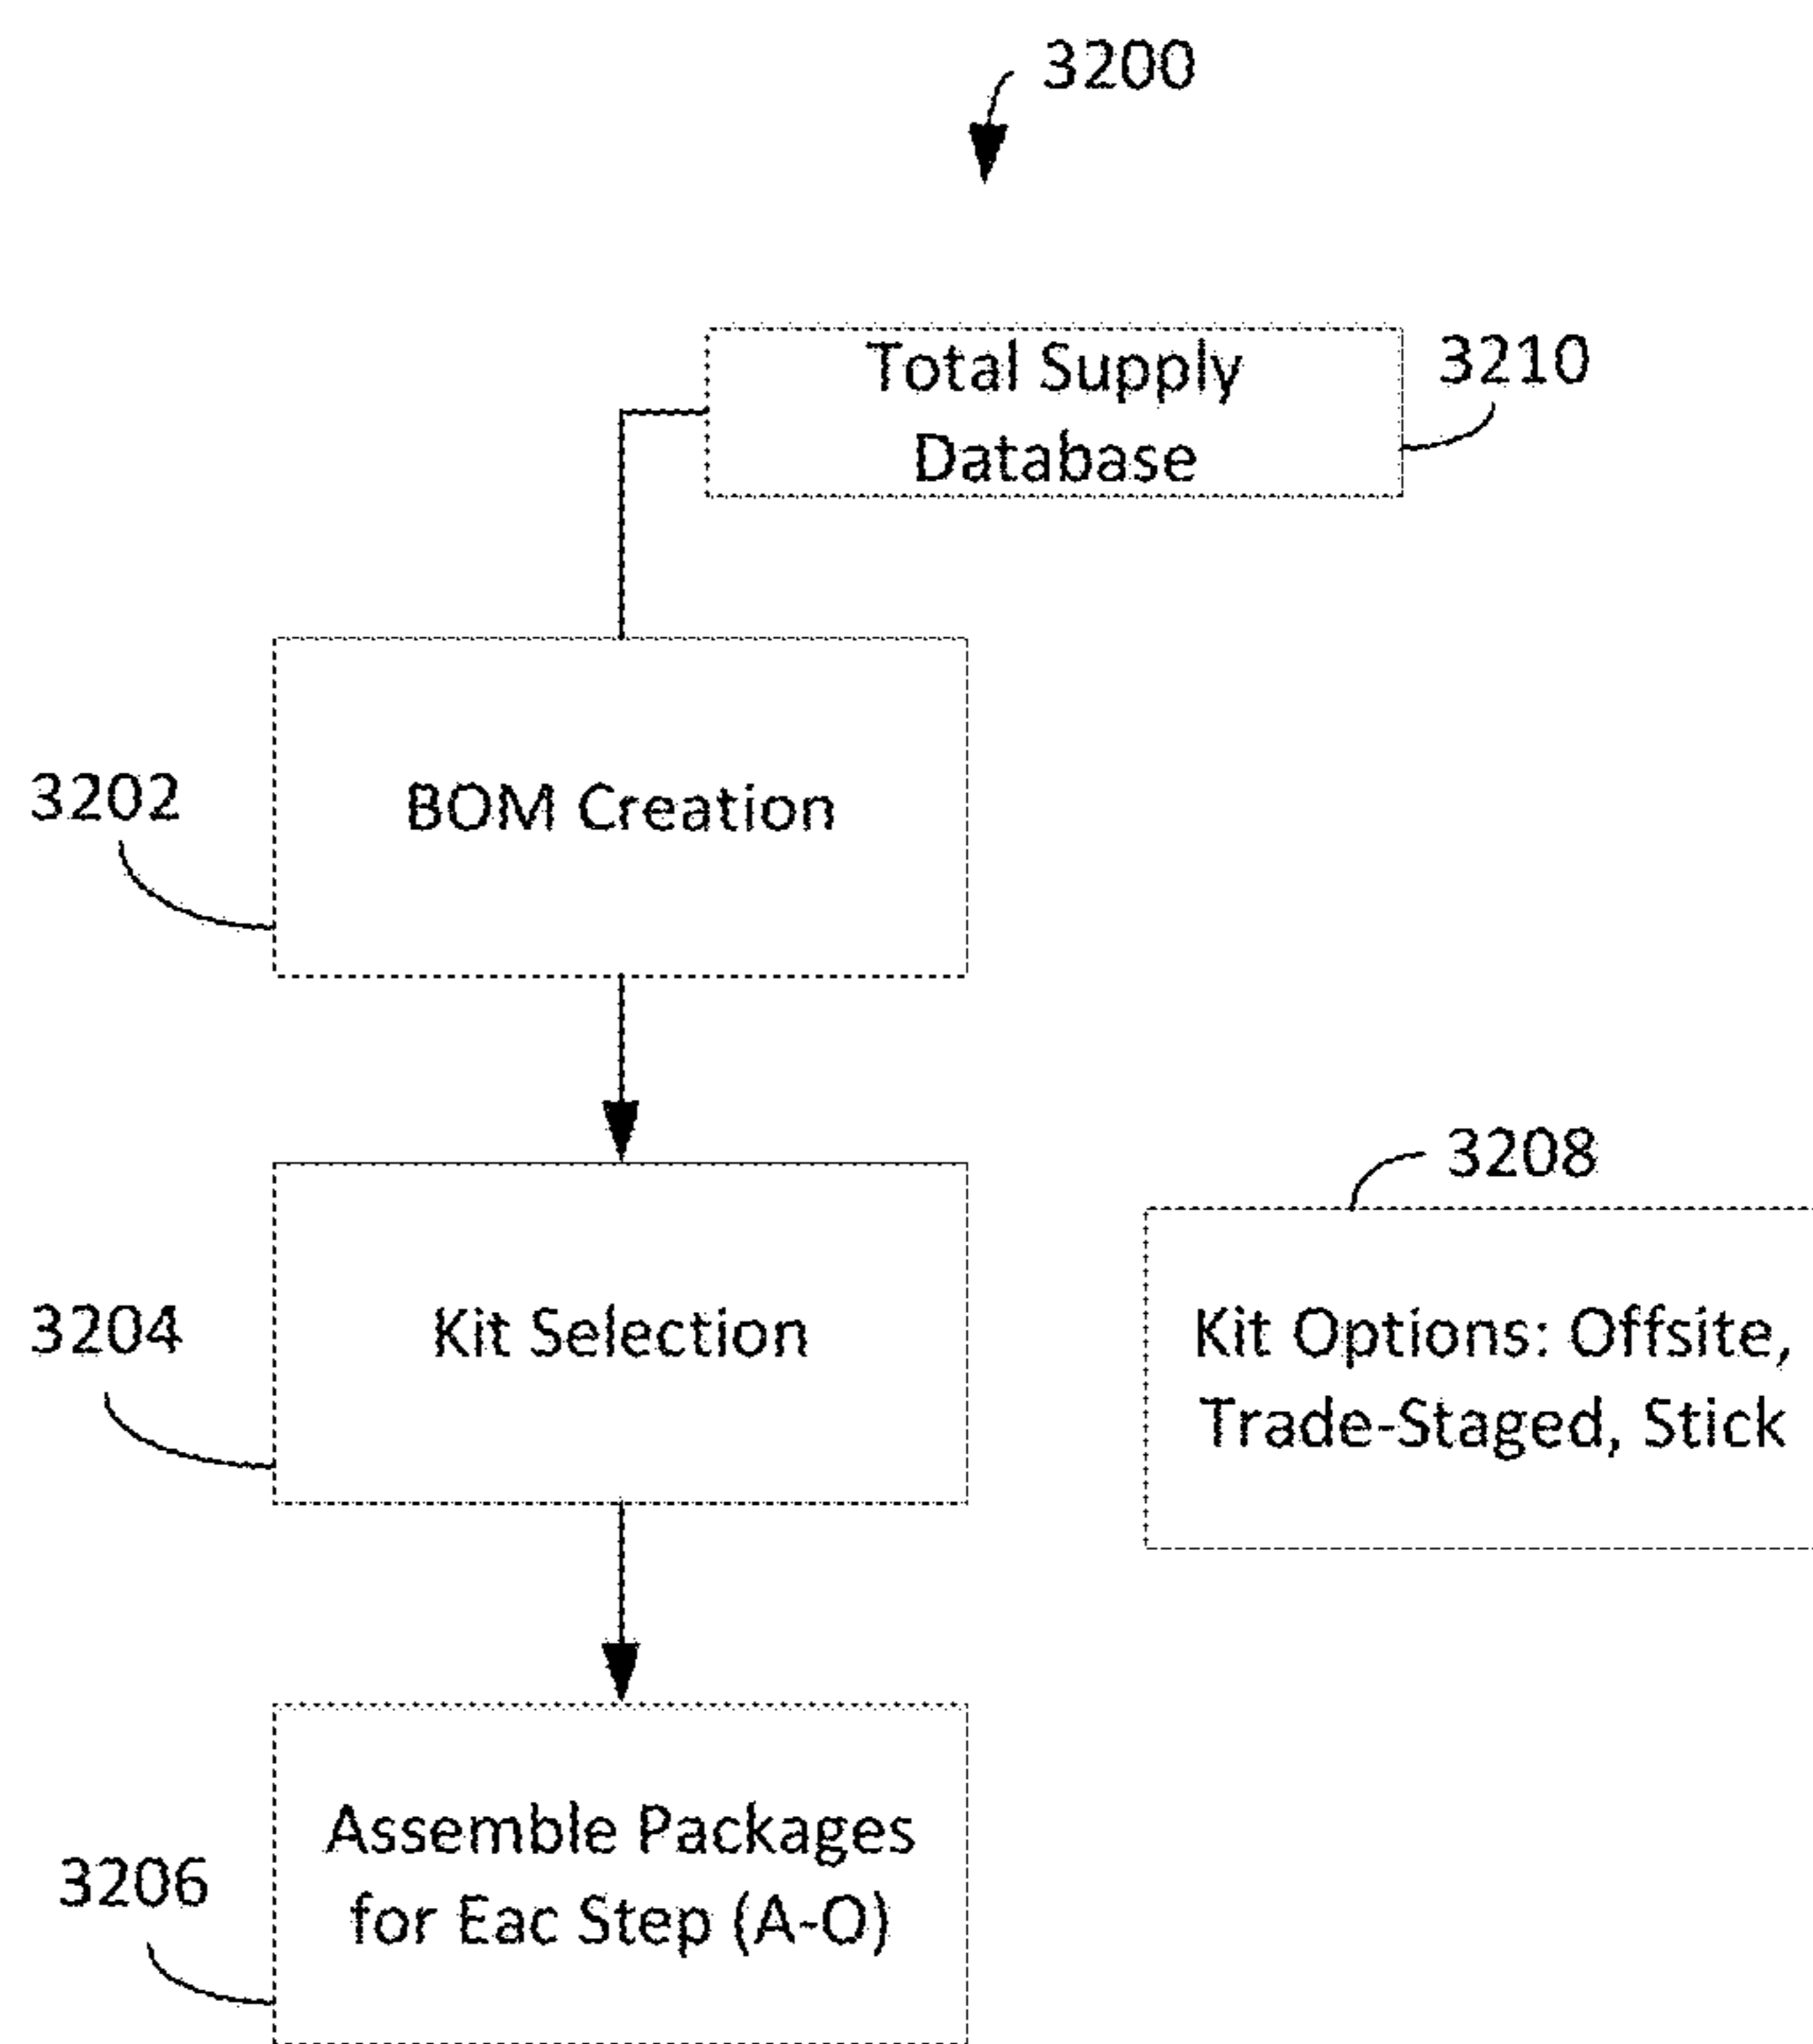 3200
Total Supply
Database
3210
3202
BOM Creation
3208
3204
Kit Selection
Kit Options: Offsite,
Trade-Staged, Stick
3206
Assemble Packages
for Eac Step (A-O)